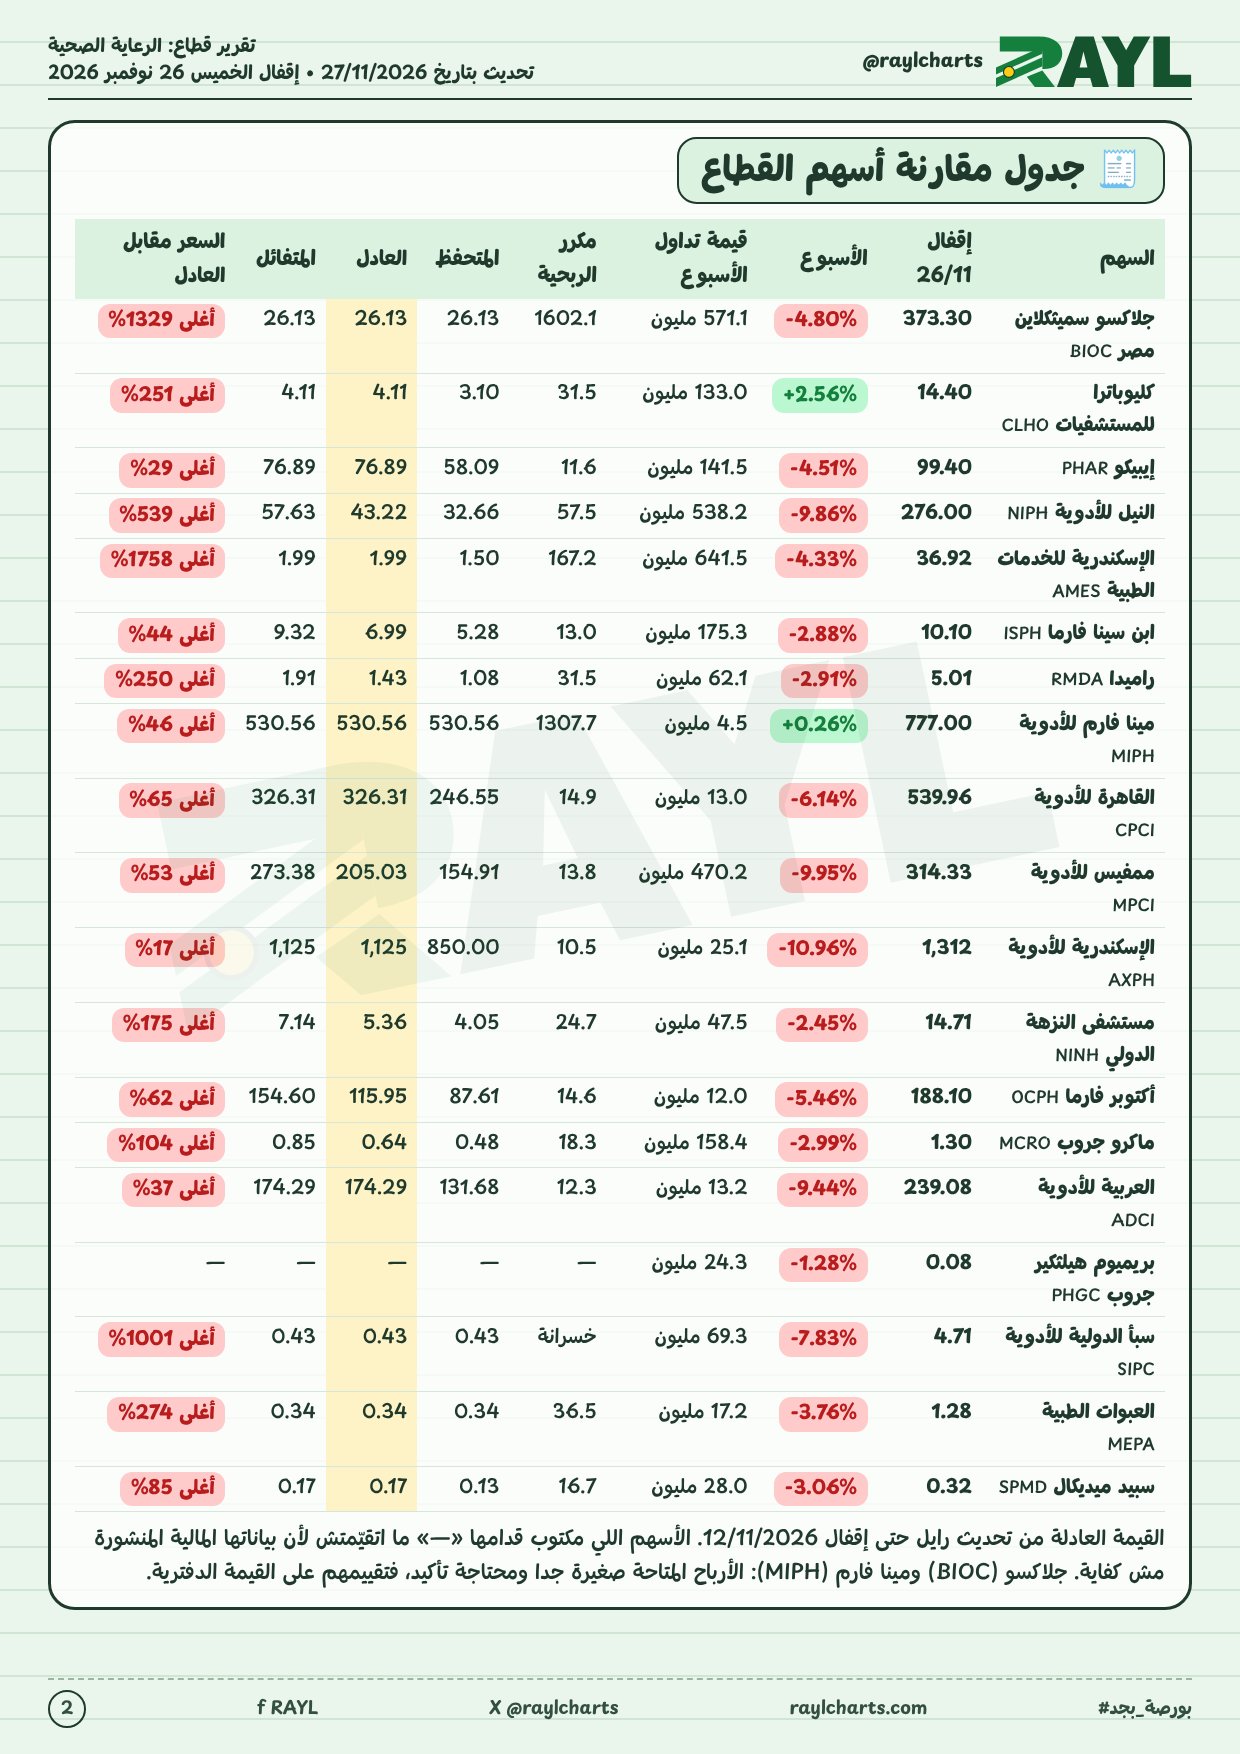 RAYL @raylcharts
تقرير قطاع: الرعاية الصحية
تحديث بتاريخ 27/11/2026 • إقفال الخميس 26 نوفمبر 2026
🧾 جدول مقارنة أسهم القطاع
السهم إقفال 26/11 الأسبوع قيمة تداول الأسبوع مكرر الربحية المتحفظ العادل المتفائل السعر مقابل العادل
جلاكسو سميثكلاين 373.30 -4.80% 571.1 مليون 1602.1 26.13 26.13 26.13 أغلى 1329%
مصر BIOC
كليوباترا 14.40 +2.56% 133.0 مليون 31.5 3.10 4.11 4.11 أغلى 251%
للمستشفيات CLHO
إيبيكو PHAR 99.40 -4.51% 141.5 مليون 11.6 58.09 76.89 76.89 أغلى 29%
النيل للأدوية NIPH 276.00 -9.86% 538.2 مليون 57.5 32.66 43.22 57.63 أغلى 539%
الإسكندرية للخدمات 36.92 -4.33% 641.5 مليون 167.2 1.50 1.99 1.99 أغلى 1758%
الطبية AMES
ابن سينا فارما ISPH 10.10 -2.88% 175.3 مليون 13.0 5.28 6.99 9.32 أغلى 44%
راميدا RMDA 5.01 -2.91% 62.1 مليون 31.5 1.08 1.43 1.91 أغلى 250%
مينا فارم للأدوية 777.00 +0.26% 4.5 مليون 1307.7 530.56 530.56 530.56 أغلى 46%
MIPH
القاهرة للأدوية 539.96 -6.14% 13.0 مليون 14.9 246.55 326.31 326.31 أغلى 65%
CPCI
ممفيس للأدوية 314.33 -9.95% 470.2 مليون 13.8 154.91 205.03 273.38 أغلى 53%
MPCI
الإسكندرية للأدوية 1,312 -10.96% 25.1 مليون 10.5 850.00 1,125 1,125 أغلى 17%
AXPH
مستشفى النزهة 14.71 -2.45% 47.5 مليون 24.7 4.05 5.36 7.14 أغلى 175%
الدولي NINH
أكتوبر فارما OCPH 188.10 -5.46% 12.0 مليون 14.6 87.61 115.95 154.60 أغلى 62%
ماكرو جروب MCRO 1.30 -2.99% 158.4 مليون 18.3 0.48 0.64 0.85 أغلى 104%
العربية للأدوية 239.08 -9.44% 13.2 مليون 12.3 131.68 174.29 174.29 أغلى 37%
ADCI
بريميوم هيلثكير 0.08 -1.28% 24.3 مليون — — — — —
جروب PHGC
سبأ الدولية للأدوية 4.71 -7.83% 69.3 مليون خسرانة 0.43 0.43 0.43 أغلى 1001%
SIPC
العبوات الطبية 1.28 -3.76% 17.2 مليون 36.5 0.34 0.34 0.34 أغلى 274%
MEPA
سبيد ميديكال SPMD 0.32 -3.06% 28.0 مليون 16.7 0.13 0.17 0.17 أغلى 85%
القيمة العادلة من تحديث رايل حتى إقفال 12/11/2026. الأسهم اللي مكتوب قدامها «—» ما اتقيّمتش لأن بياناتها المالية المنشورة
مش كفاية. جلاكسو (BIOC) ومينا فارم (MIPH): الأرباح المتاحة صغيرة جدا ومحتاجة تأكيد، فتقييمهم على القيمة الدفترية.
#بورصة_بجد raylcharts.com X @raylcharts f RAYL 2